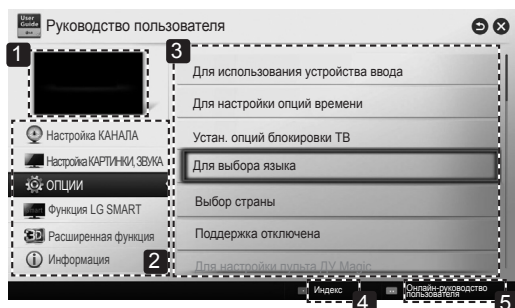 User
Guide
Руководство пользователя
1
3
Для использования устройства ввода
Для настройки опций времени
Настройка КАНАЛА
Устан. опций блокировки ТВ
Настройка КАРТИНКИ, ЗВУКА
Для выбора языка
ОПЦИИ
Выбор страны
Функция LG SMART
Расширенная функция
Поддержка отключена
Информация
2
Для настройки пульта ДУ Magic
Индекс
Онлайн-руководство
пользователя
4
5
3D